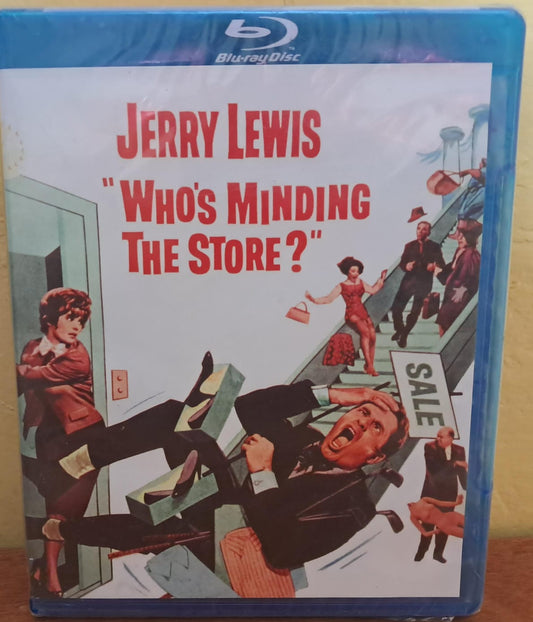 Blu-ray Disc
JERRY LEWIS
"WHO'S MINDING
THE STORE?"
SALE